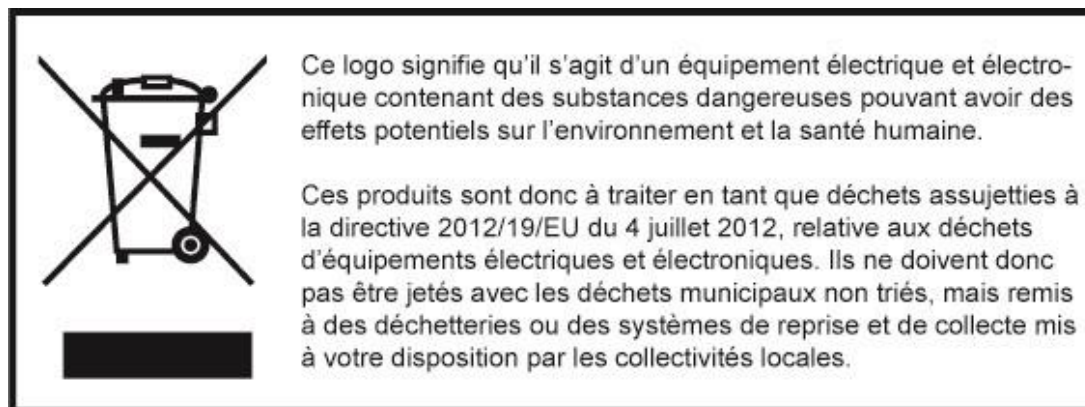 Ce logo signifie qu'il s'agit d'un équipement électrique et électro-
nique contenant des substances dangereuses pouvant avoir des
effets potentiels sur l'environnement et la santé humaine.
Ces produits sont donc à traiter en tant que déchets assujetties à
la directive 2012/19/EU du 4 juillet 2012, relative aux déchets
d'équipements électriques et électroniques. Ils ne doivent donc
pas être jetés avec les déchets municipaux non triés, mais remis
à des déchetteries ou des systèmes de reprise et de collecte mis
à votre disposition par les collectivités locales.